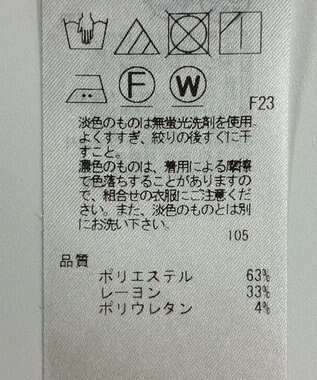 F W
F23
淡色のものは無蛍光洗剤を使用。
よくすすぎ、絞りの後すぐに干
すこと。
濃色のものは、着用による摩擦
で色落ちすることがありますの
で、組合せの衣服にご注意くだ
さい。また、淡色のものとは別
にお洗い下さい。
105
品質
ポリエステル 63%
レーヨン 33%
ポリウレタン 4%